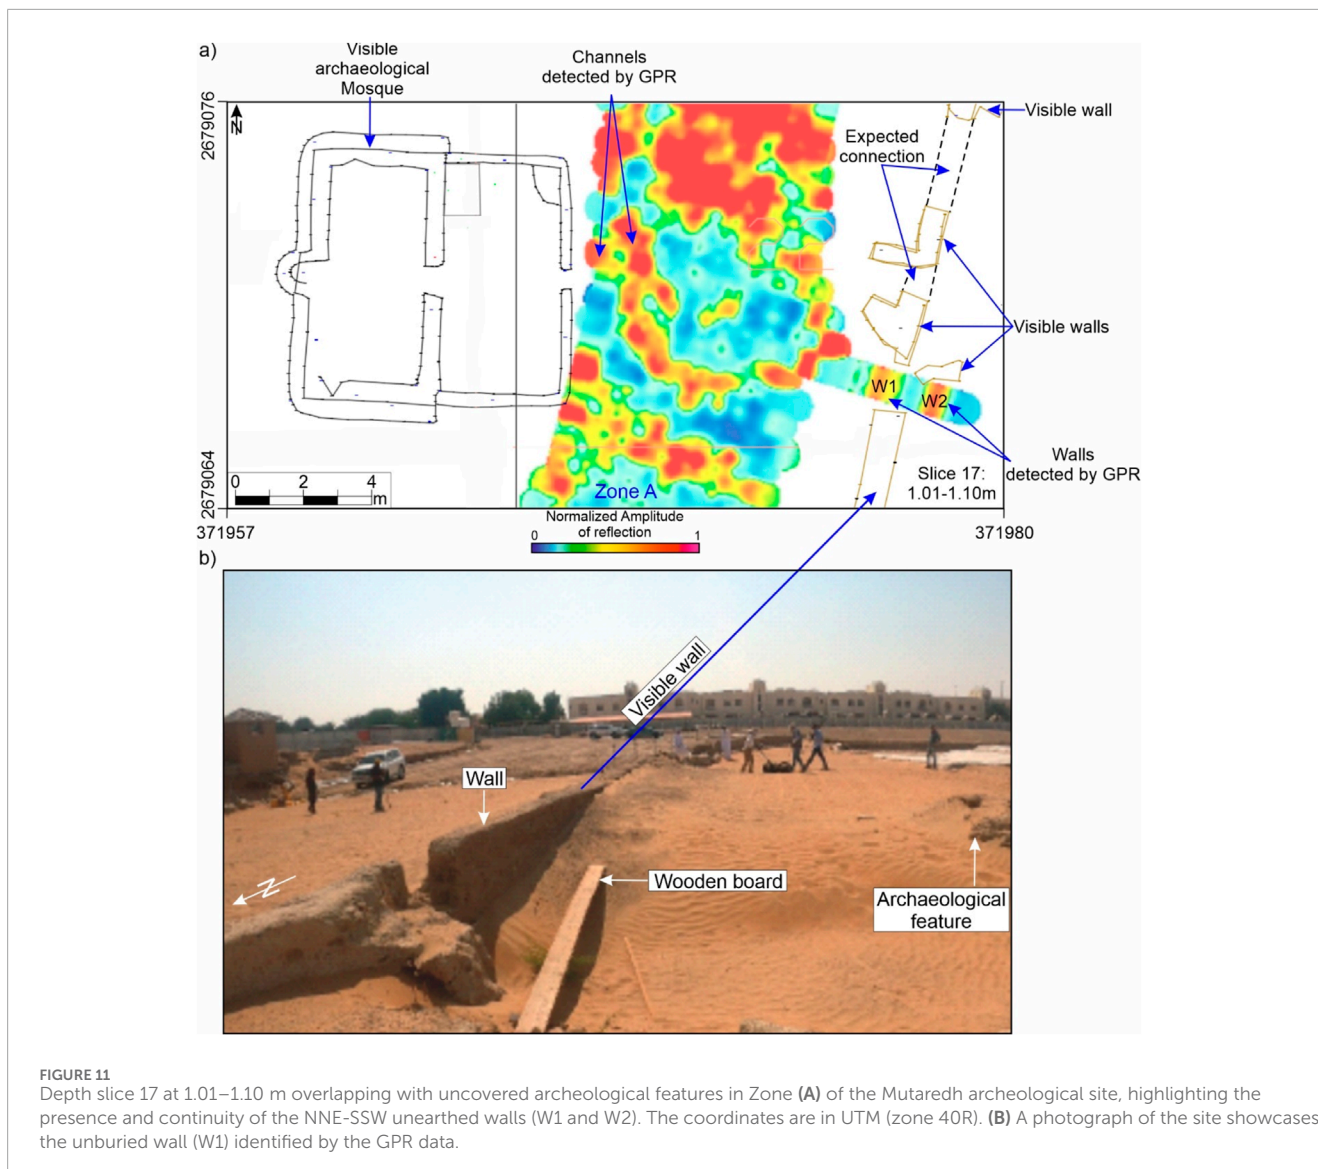 a)
Visible
archaeological
Mosque
Channels
detected by GPR
2679076
N
Expected
connection
Visible wall
Visible walls
W1
W2
Walls
detected by GPR
Slice 17:
1.01-1.10m
Zone A
0 2 4
m
2679064
371957
371980
Normalized Amplitude
of reflection
0 1
b)
Visible wall
Wall
N
Wooden board
Archaeological
feature
FIGURE 11
Depth slice 17 at 1.01–1.10 m overlapping with uncovered archeological features in Zone (A) of the Mutaredh archeological site, highlighting the
presence and continuity of the NNE-SSW unearthed walls (W1 and W2). The coordinates are in UTM (zone 40R). (B) A photograph of the site showcases
the unburied wall (W1) identified by the GPR data.